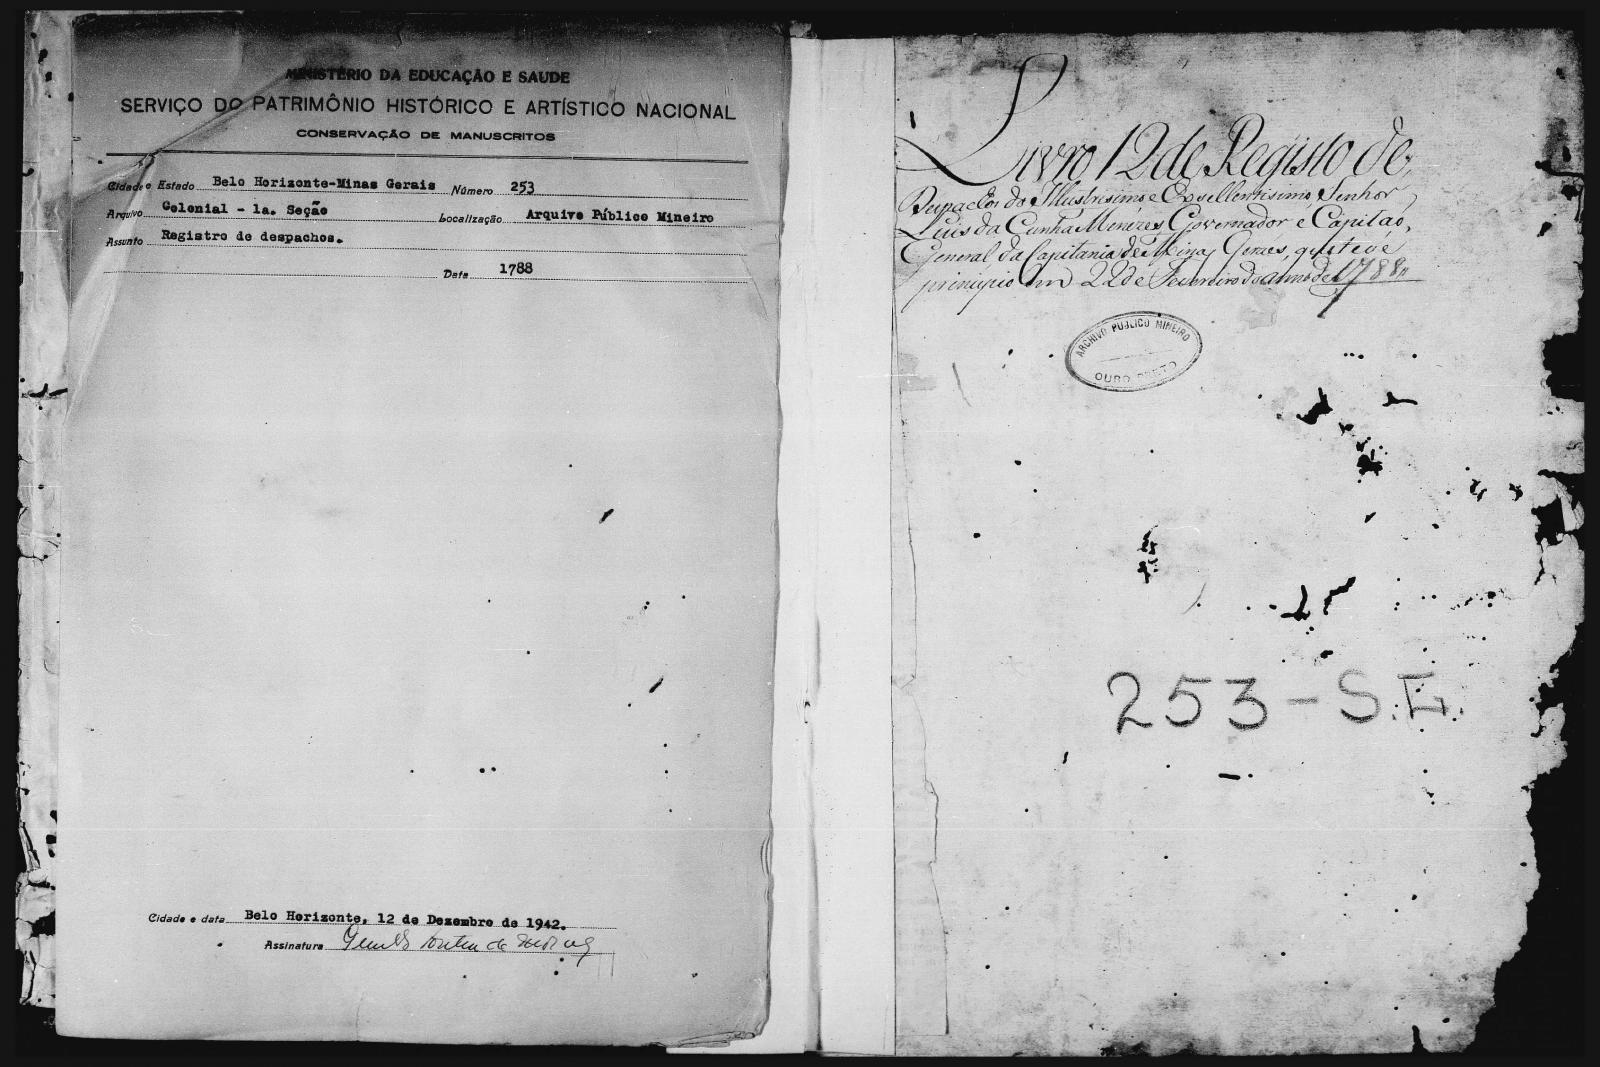 MINISTÉRIO DA EDUCAÇÃO E SAUDE
SERVIÇO DO PATRIMÔNIO HISTÓRICO E ARTÍSTICO NACIONAL
CONSERVAÇÃO DE MANUSCRITOS
Cidade e Estado Belo Horizonte-Minas Gerais Número 253
Arquivo Colonial - 1a. Seção Localização Arquivo Público Mineiro
Assunto Registro de despachos.
Data 1788
Cidade e data Belo Horizonte, 12 de Dezembro de 1942.
Assinatura
Livro 12 de Registo de
Despachos do Illustrissimo e Excellentissimo Senhor
Luis da Cunha Menezes Governador e Capitão
General da Capitania de Minas Geraes, q teve
principio em 22 de Fevereiro do anno de 1788
ARCHIVO PUBLICO MINEIRO
OURO PRETO
253-S.C.